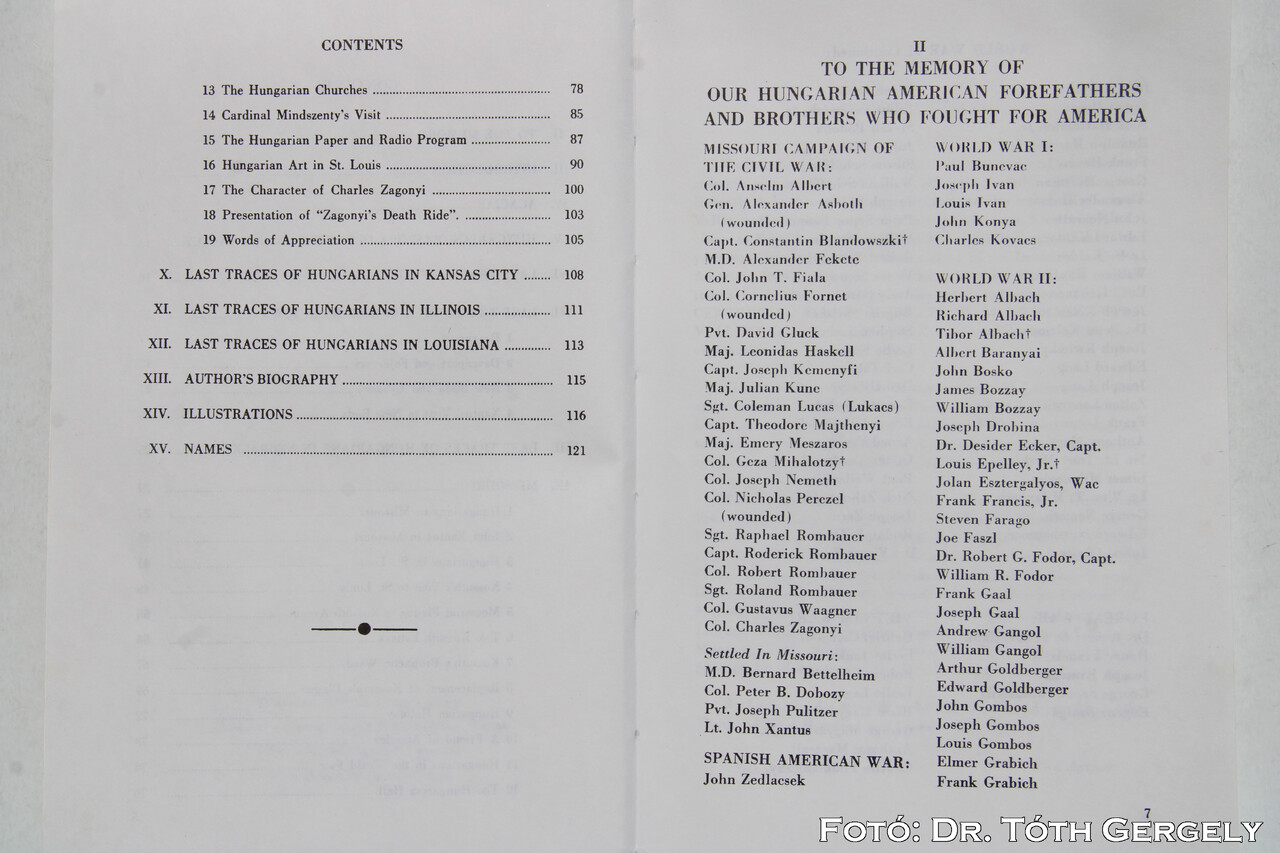 CONTENTS
13 The Hungarian Churches ........ 78
14 Cardinal Mindszenty's Visit ........ 85
15 The Hungarian Paper and Radio Program ........ 87
16 Hungarian Art in St. Louis ........ 90
17 The Character of Charles Zagonyi ........ 100
18 Presentation of "Zagonyi's Death Ride". ........ 103
19 Words of Appreciation ........ 105
X. LAST TRACES OF HUNGARIANS IN KANSAS CITY ........ 108
XI. LAST TRACES OF HUNGARIANS IN ILLINOIS ........ 111
XII. LAST TRACES OF HUNGARIANS IN LOUISIANA ........ 113
XIII. AUTHOR'S BIOGRAPHY ........ 115
XIV. ILLUSTRATIONS ........ 116
XV. NAMES ........ 121
II
TO THE MEMORY OF
OUR HUNGARIAN AMERICAN FOREFATHERS
AND BROTHERS WHO FOUGHT FOR AMERICA
MISSOURI CAMPAIGN OF
THE CIVIL WAR:
Col. Anselm Albert
Gen. Alexander Asboth
(wounded)
Capt. Constantin Blandowszki†
M.D. Alexander Fekete
Col. John T. Fiala
Col. Cornelius Fornet
(wounded)
Pvt. David Gluck
Maj. Leonidas Haskell
Capt. Joseph Kemenyfi
Maj. Julian Kune
Sgt. Coleman Lucas (Lukacs)
Capt. Theodore Majthenyi
Maj. Emery Meszaros
Col. Geza Mihalotzy†
Col. Joseph Nemeth
Col. Nicholas Perczel
(wounded)
Sgt. Raphael Rombauer
Capt. Roderick Rombauer
Col. Robert Rombauer
Sgt. Roland Rombauer
Col. Gustavus Waagner
Col. Charles Zagonyi
Settled In Missouri:
M.D. Bernard Bettelheim
Col. Peter B. Dobozy
Pvt. Joseph Pulitzer
Lt. John Xantus
SPANISH AMERICAN WAR:
John Zedlacsek
WORLD WAR I:
Paul Bunevac
Joseph Ivan
Louis Ivan
John Konya
Charles Kovacs
WORLD WAR II:
Herbert Albach
Richard Albach
Tibor Albach†
Albert Baranyai
John Bosko
James Bozzay
William Bozzay
Joseph Drobina
Dr. Desider Ecker, Capt.
Louis Epelley, Jr.†
Jolan Esztergalyos, Wac
Frank Francis, Jr.
Steven Farago
Joe Faszl
Dr. Robert G. Fodor, Capt.
William R. Fodor
Frank Gaal
Joseph Gaal
Andrew Gangol
William Gangol
Arthur Goldberger
Edward Goldberger
John Gombos
Joseph Gombos
Louis Gombos
Elmer Grabich
Frank Grabich
7
FOTÓ: DR. TÓTH GERGELY